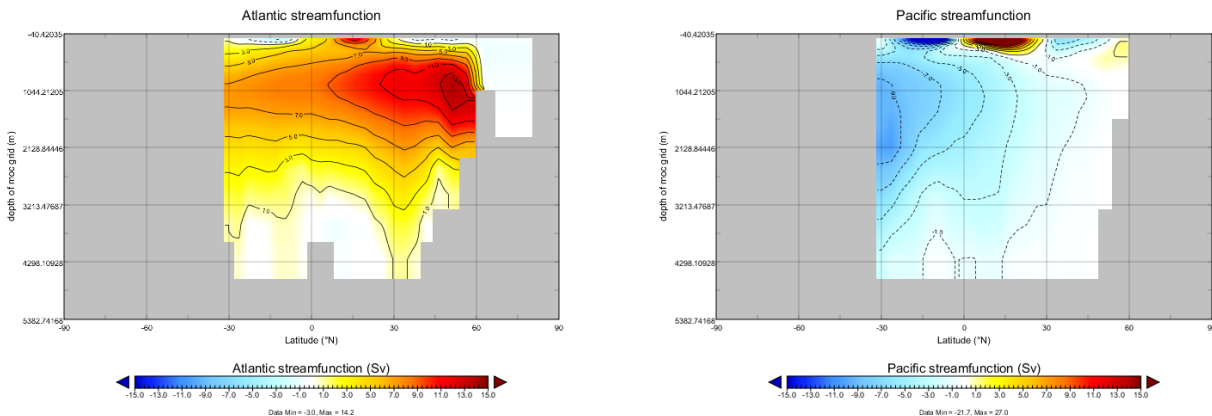 Atlantic streamfunction
-40.42035
1044.21205
2128.84446
3213.47687
4298.10928
5382.74168
depth of moc grid (m)
-90 -60 -30 0 30 60 90
Latitude (°N)
Atlantic streamfunction (Sv)
-15.0 -13.0 -11.0 -9.0 -7.0 -5.0 -3.0 -1.0 1.0 3.0 5.0 7.0 9.0 11.0 13.0 15.0
Data Min = -3.0, Max = 14.2
Pacific streamfunction
-40.42035
1044.21205
2128.84446
3213.47687
4298.10928
5382.74168
depth of moc grid (m)
-90 -60 -30 0 30 60
Latitude (°N)
Pacific streamfunction (Sv)
-15.0 -13.0 -11.0 -9.0 -7.0 -5.0 -3.0 -1.0 1.0 3.0 5.0 7.0 9.0 11.0 13.0 15.0
Data Min = -21.7, Max = 27.0